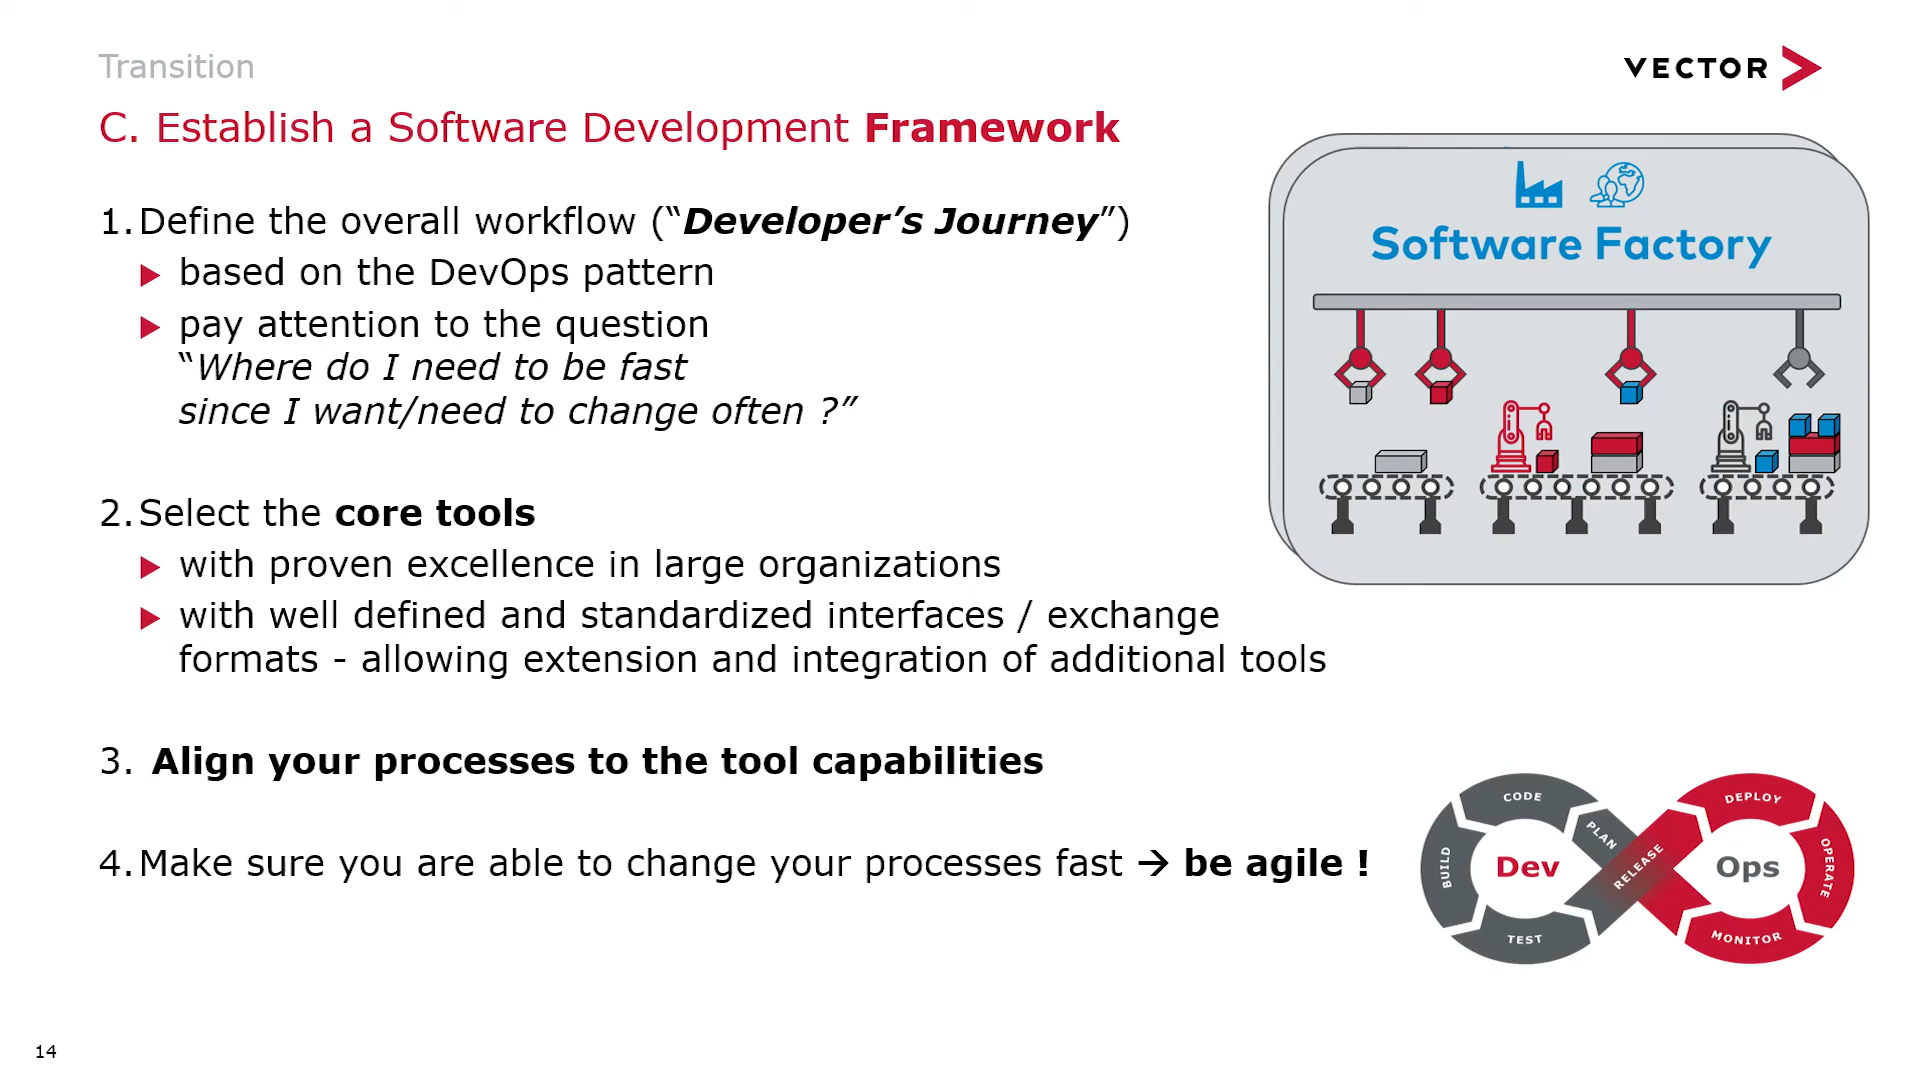 Transition
VECTOR
C. Establish a Software Development Framework
1. Define the overall workflow (“Developer’s Journey”)
based on the DevOps pattern
pay attention to the question
“Where do I need to be fast
since I want/need to change often ?”
2. Select the core tools
with proven excellence in large organizations
with well defined and standardized interfaces / exchange
formats - allowing extension and integration of additional tools
3. Align your processes to the tool capabilities
4. Make sure you are able to change your processes fast → be agile !
Software Factory
CODE
PLAN
BUILD
Dev
TEST
RELEASE
DEPLOY
Ops
OPERATE
MONITOR
14